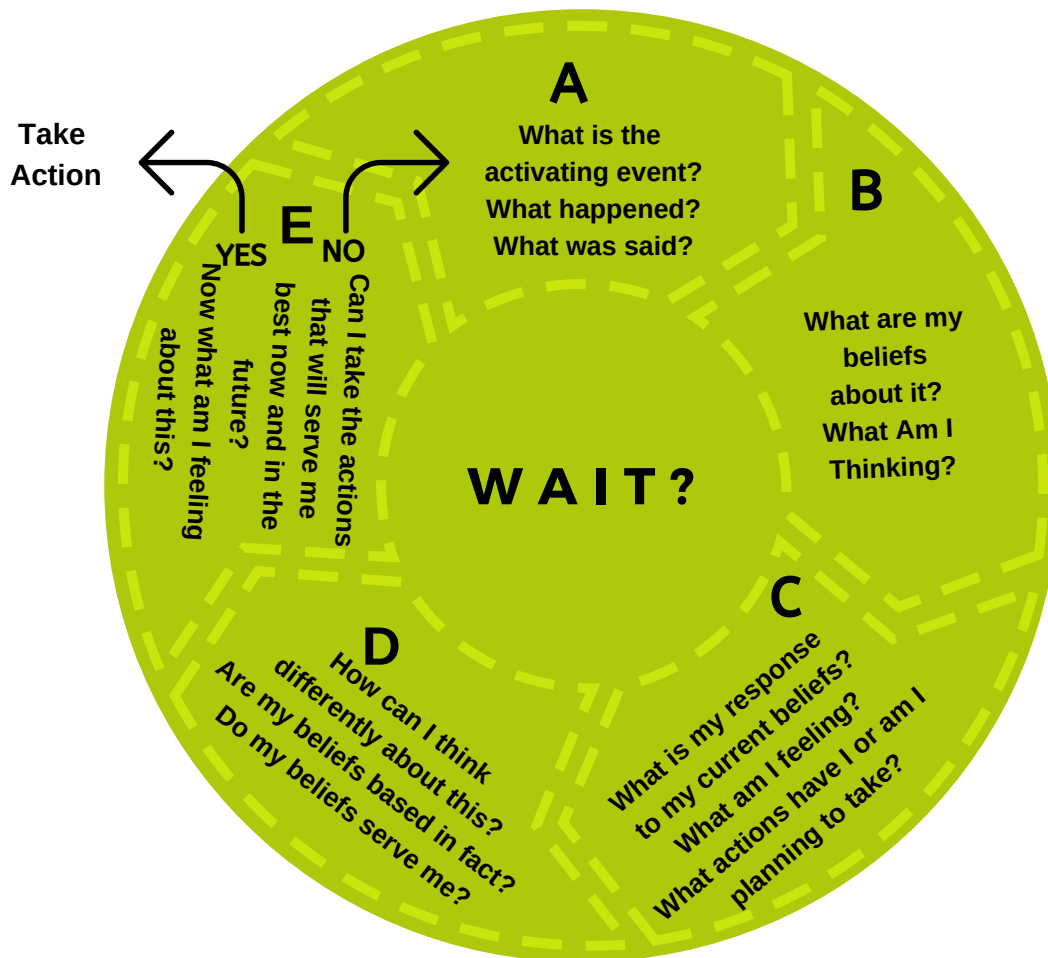 A
What is the
activating event?
What happened?
What was said?
B
What are my
beliefs
about it?
What Am I
Thinking?
C
What is my response
to my current beliefs?
What am I feeling?
What actions have I or am I
planning to take?
D
How can I think
differently about this?
Are my beliefs based in fact?
Do my beliefs serve me?
E
Can I take the actions
that will serve me
best now and in the
future?
Now what am I feeling
about this?
YES
NO
Take
Action
WAIT?